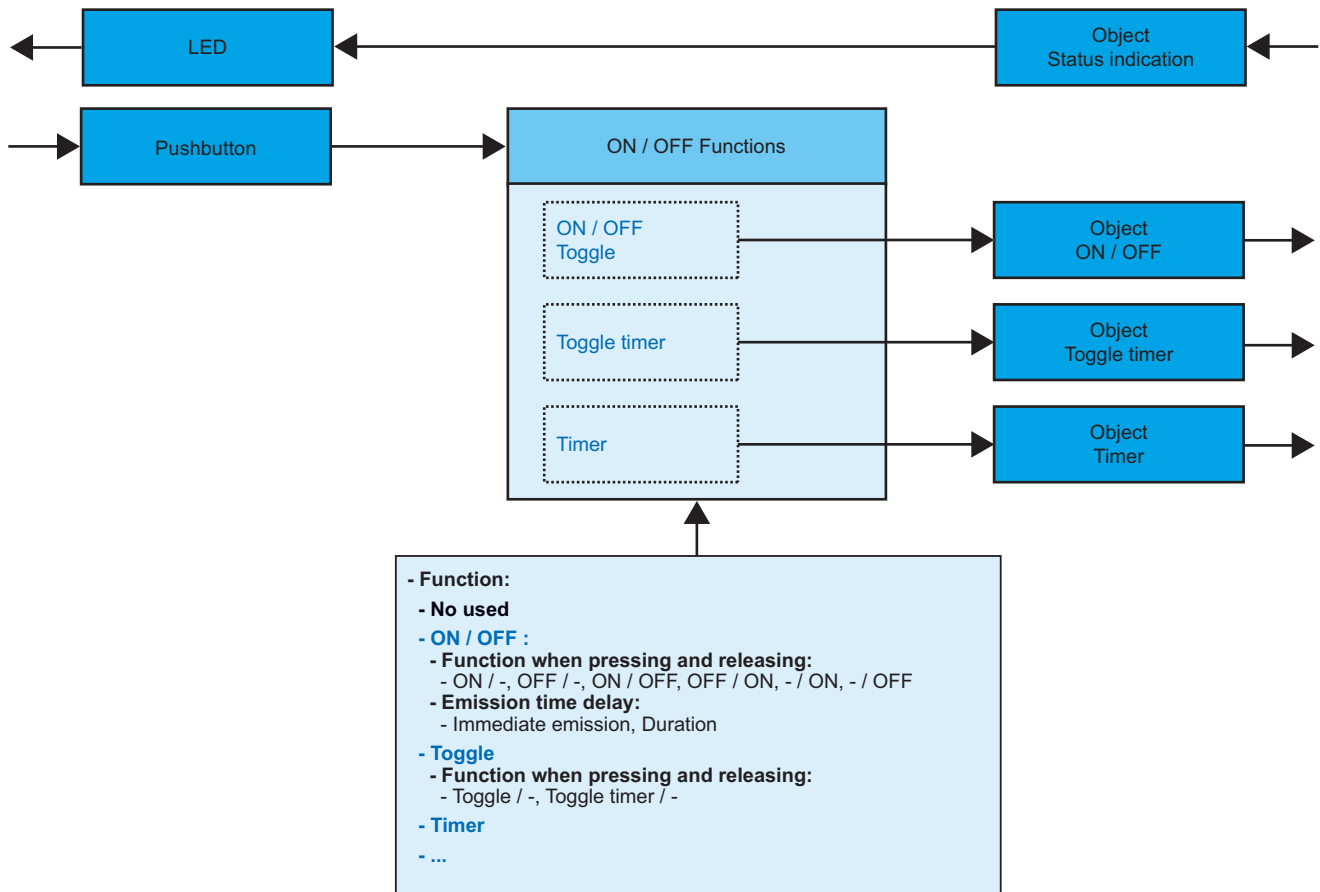 LED
Object
Status indication
Pushbutton
ON / OFF Functions
ON / OFF
Toggle
Object
ON / OFF
Toggle timer
Object
Toggle timer
Timer
Object
Timer
- Function:
- No used
- ON / OFF :
- Function when pressing and releasing:
- ON / -, OFF / -, ON / OFF, OFF / ON, - / ON, - / OFF
- Emission time delay:
- Immediate emission, Duration
- Toggle
- Function when pressing and releasing:
- Toggle / -, Toggle timer / -
- Timer
- ...